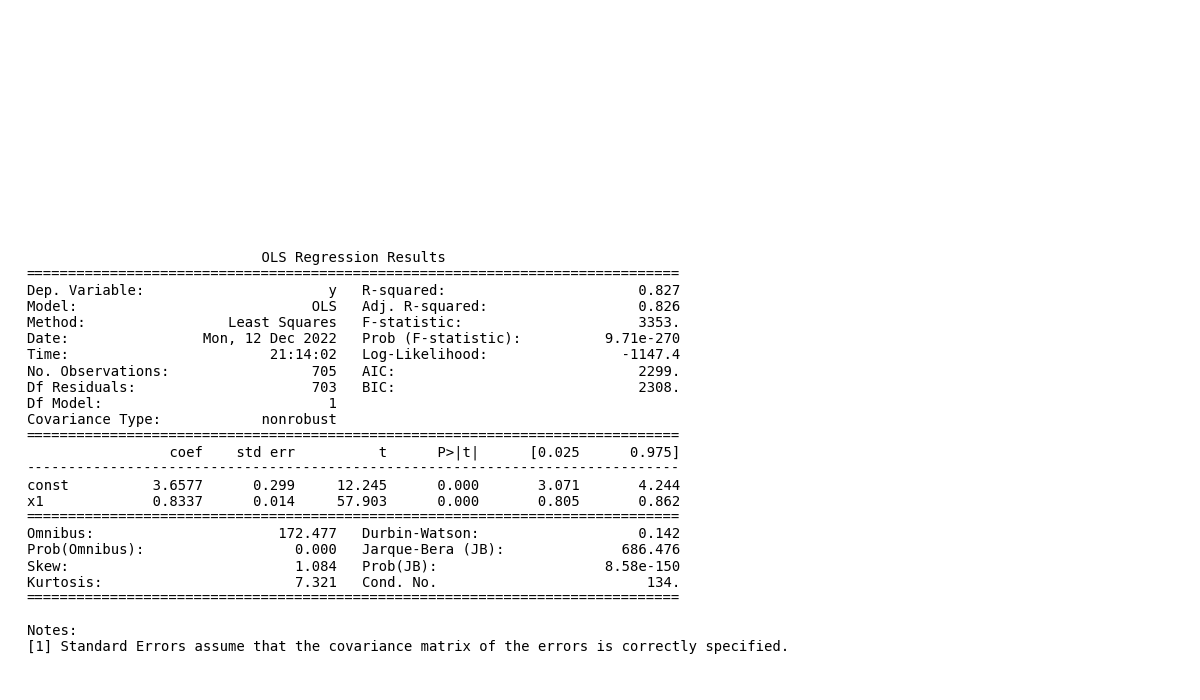 OLS Regression Results
==============================================================================
Dep. Variable:                      y   R-squared:                       0.827
Model:                            OLS   Adj. R-squared:                  0.826
Method:                 Least Squares   F-statistic:                     3353.
Date:                Mon, 12 Dec 2022   Prob (F-statistic):          9.71e-270
Time:                        21:14:02   Log-Likelihood:                -1147.4
No. Observations:                 705   AIC:                             2299.
Df Residuals:                     703   BIC:                             2308.
Df Model:                           1
Covariance Type:            nonrobust
==============================================================================
                 coef    std err          t      P>|t|      [0.025      0.975]
------------------------------------------------------------------------------
const          3.6577      0.299     12.245      0.000       3.071       4.244
x1             0.8337      0.014     57.903      0.000       0.805       0.862
==============================================================================
Omnibus:                      172.477   Durbin-Watson:                   0.142
Prob(Omnibus):                  0.000   Jarque-Bera (JB):              686.476
Skew:                           1.084   Prob(JB):                    8.58e-150
Kurtosis:                       7.321   Cond. No.                         134.
==============================================================================

Notes:
[1] Standard Errors assume that the covariance matrix of the errors is correctly specified.